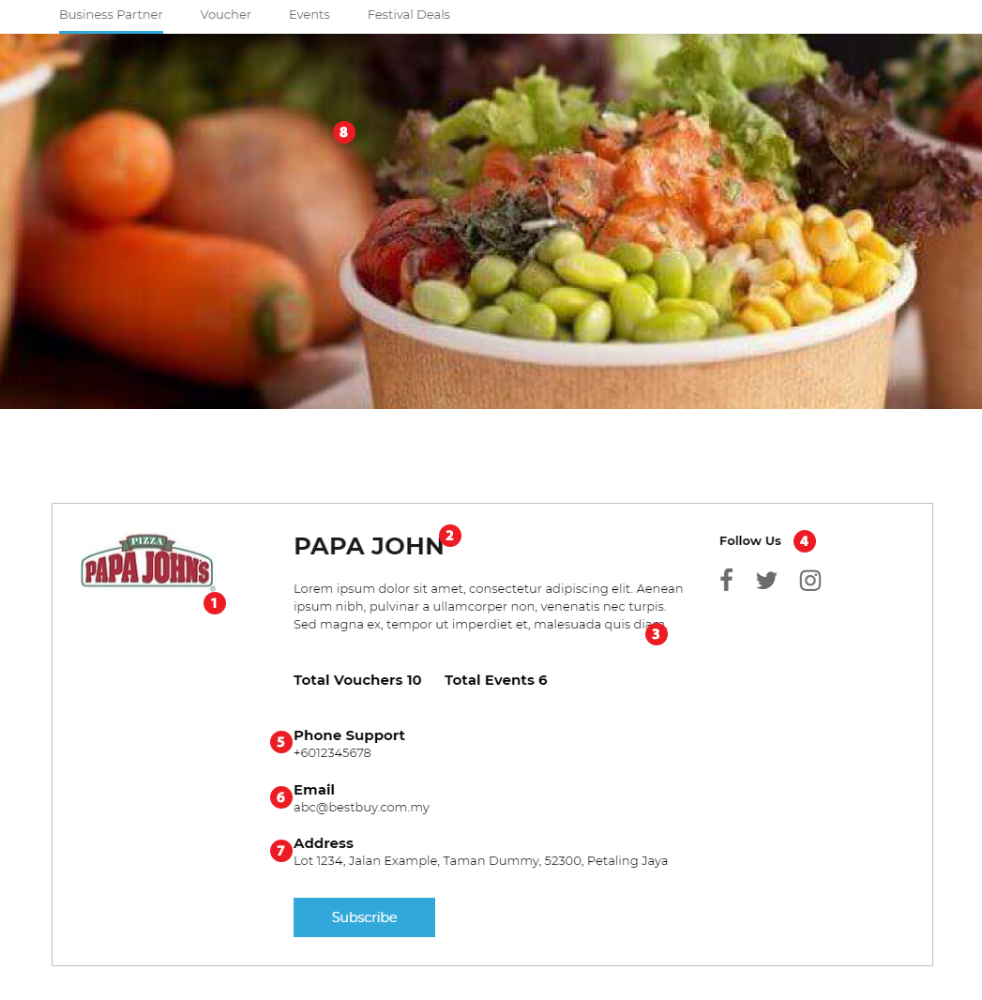 Business Partner Voucher Events Festival Deals
8
PIZZA
PAPA JOHN'S
1
PAPA JOHN 2
Lorem ipsum dolor sit amet, consectetur adipiscing elit. Aenean
ipsum nibh, pulvinar a ullamcorper non, venenatis nec turpis.
Sed magna ex, tempor ut imperdiet et, malesuada quis diam.
3
Follow Us 4
Total Vouchers 10 Total Events 6
5 Phone Support
+6012345678
6 Email
abc@bestbuy.com.my
7 Address
Lot 1234, Jalan Example, Taman Dummy, 52300, Petaling Jaya
Subscribe